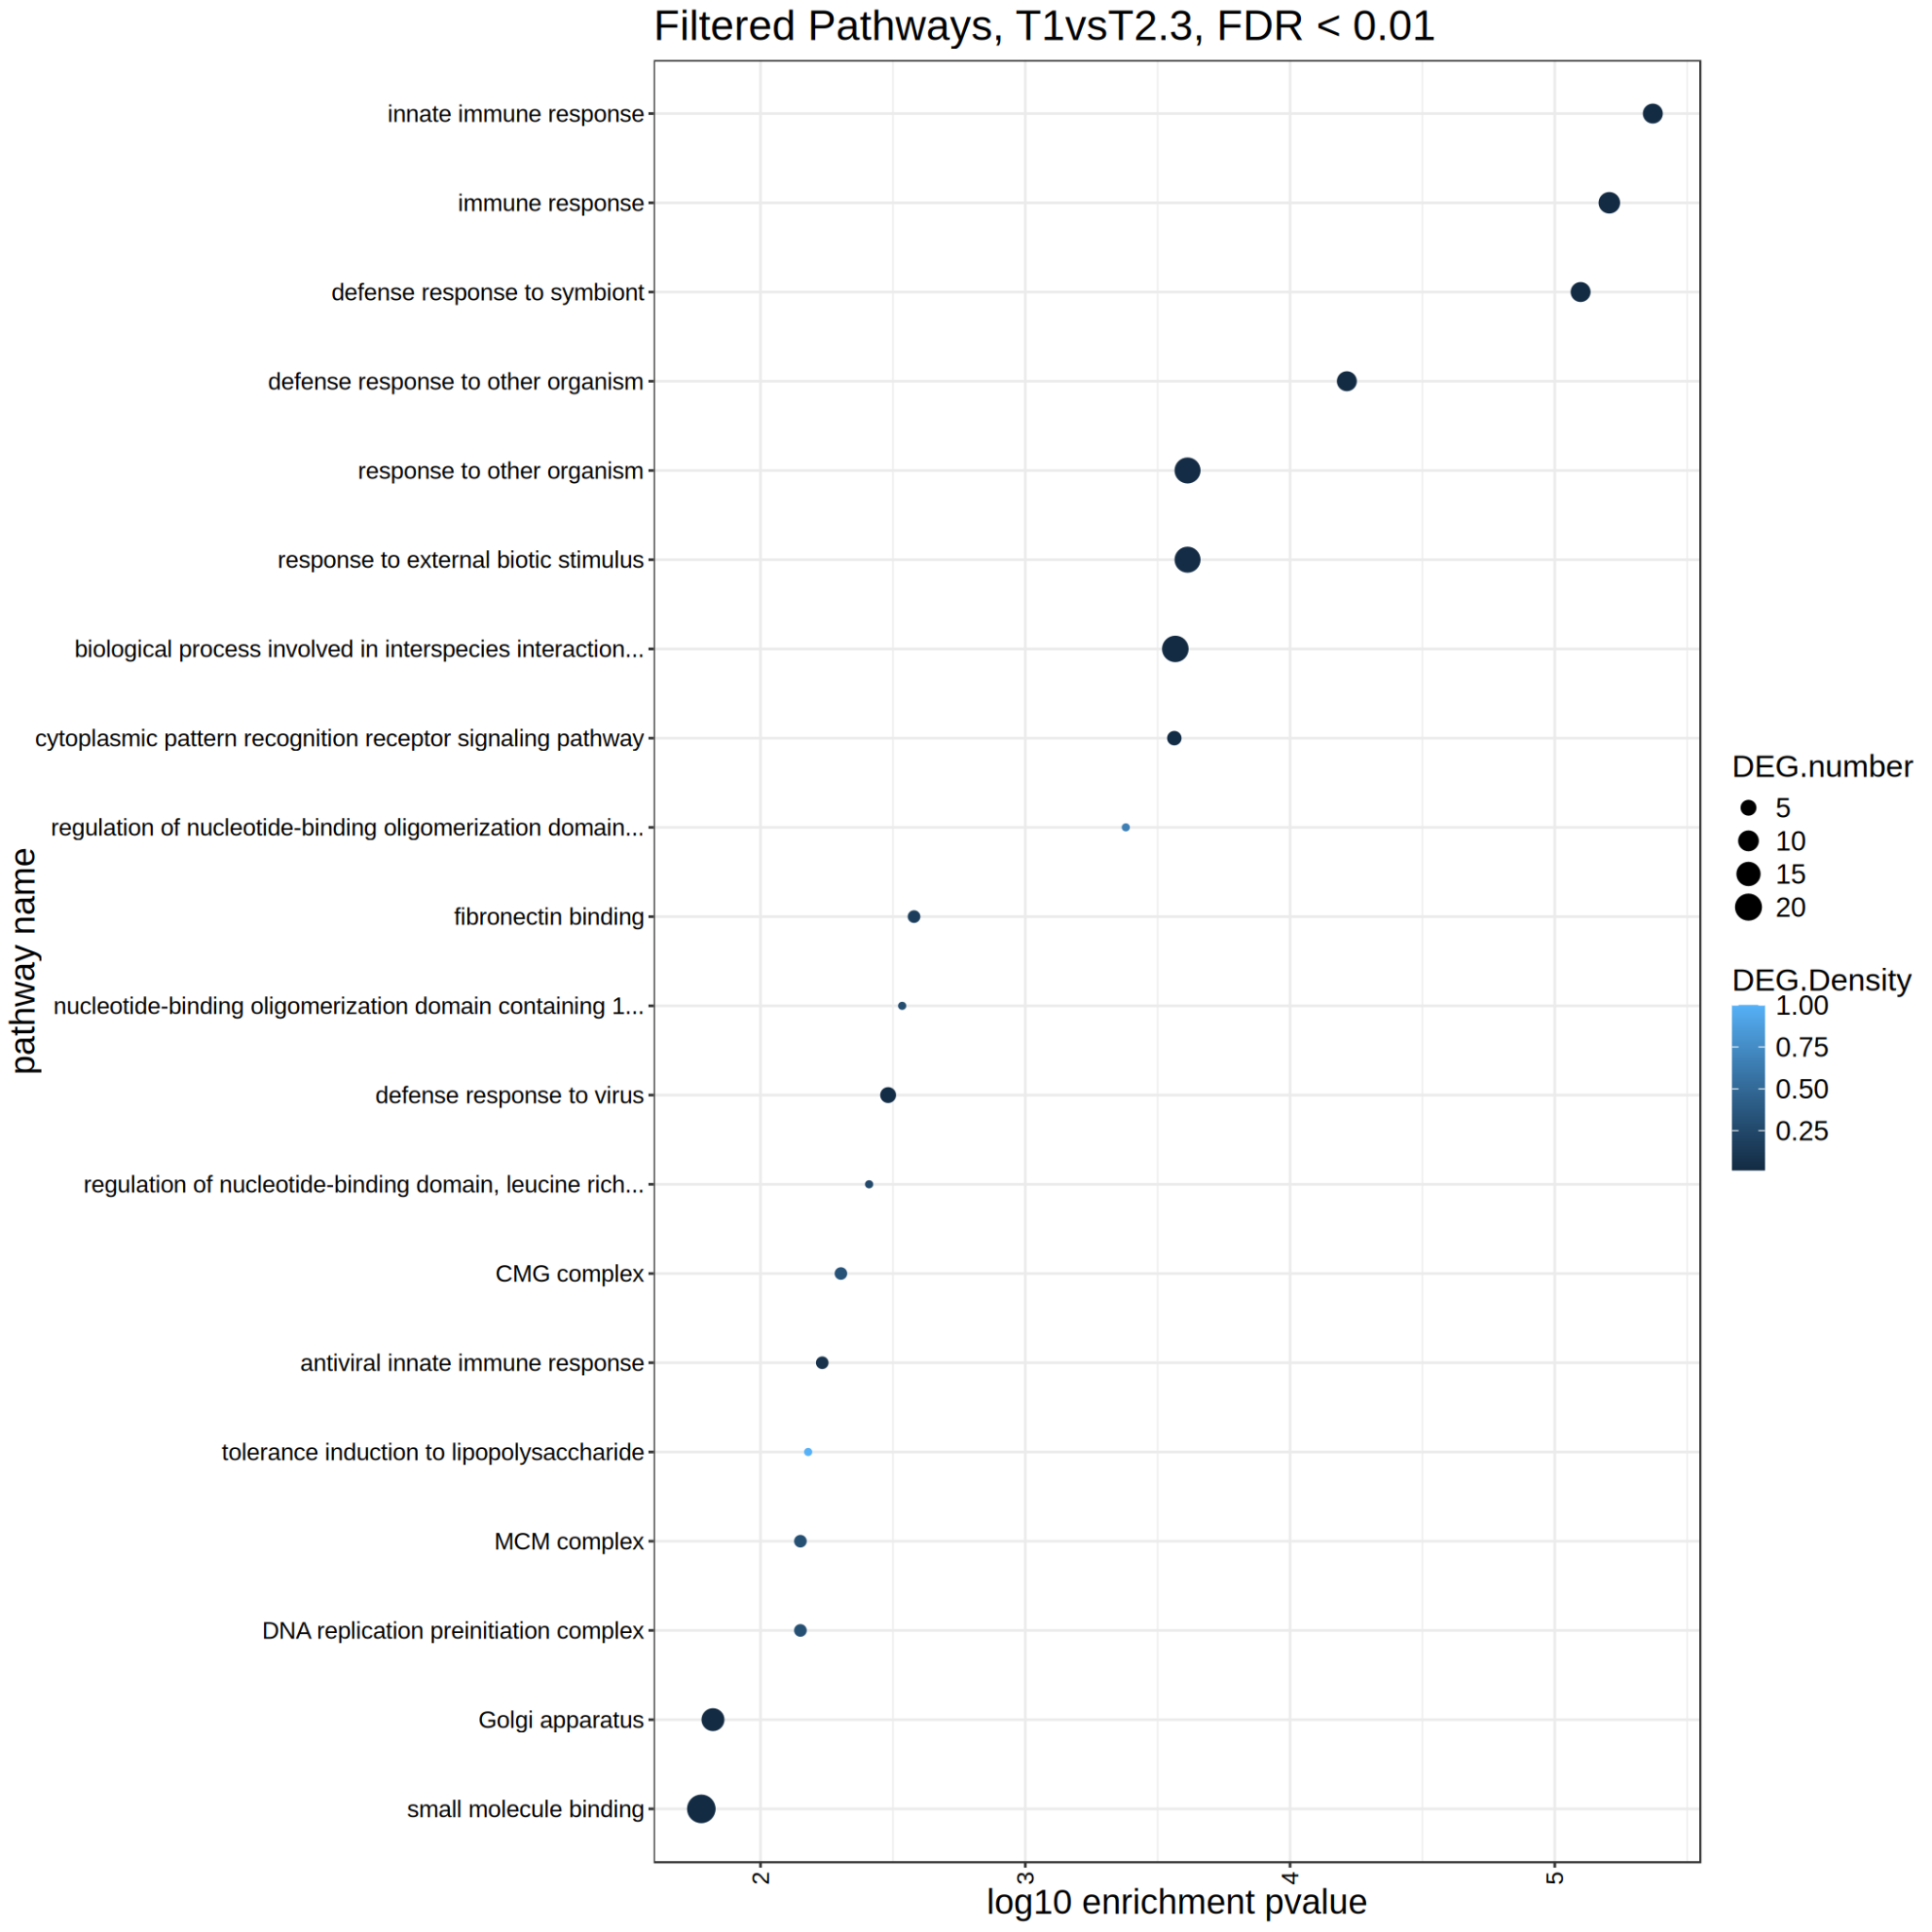 Filtered Pathways, T1vsT2.3, FDR < 0.01
pathway name
innate immune response
immune response
defense response to symbiont
defense response to other organism
response to other organism
response to external biotic stimulus
biological process involved in interspecies interaction...
cytoplasmic pattern recognition receptor signaling pathway
regulation of nucleotide-binding oligomerization domain...
fibronectin binding
nucleotide-binding oligomerization domain containing 1...
defense response to virus
regulation of nucleotide-binding domain, leucine rich...
CMG complex
antiviral innate immune response
tolerance induction to lipopolysaccharide
MCM complex
DNA replication preinitiation complex
Golgi apparatus
small molecule binding
2
3
4
5
log10 enrichment pvalue
DEG.number
5
10
15
20
DEG.Density
1.00
0.75
0.50
0.25